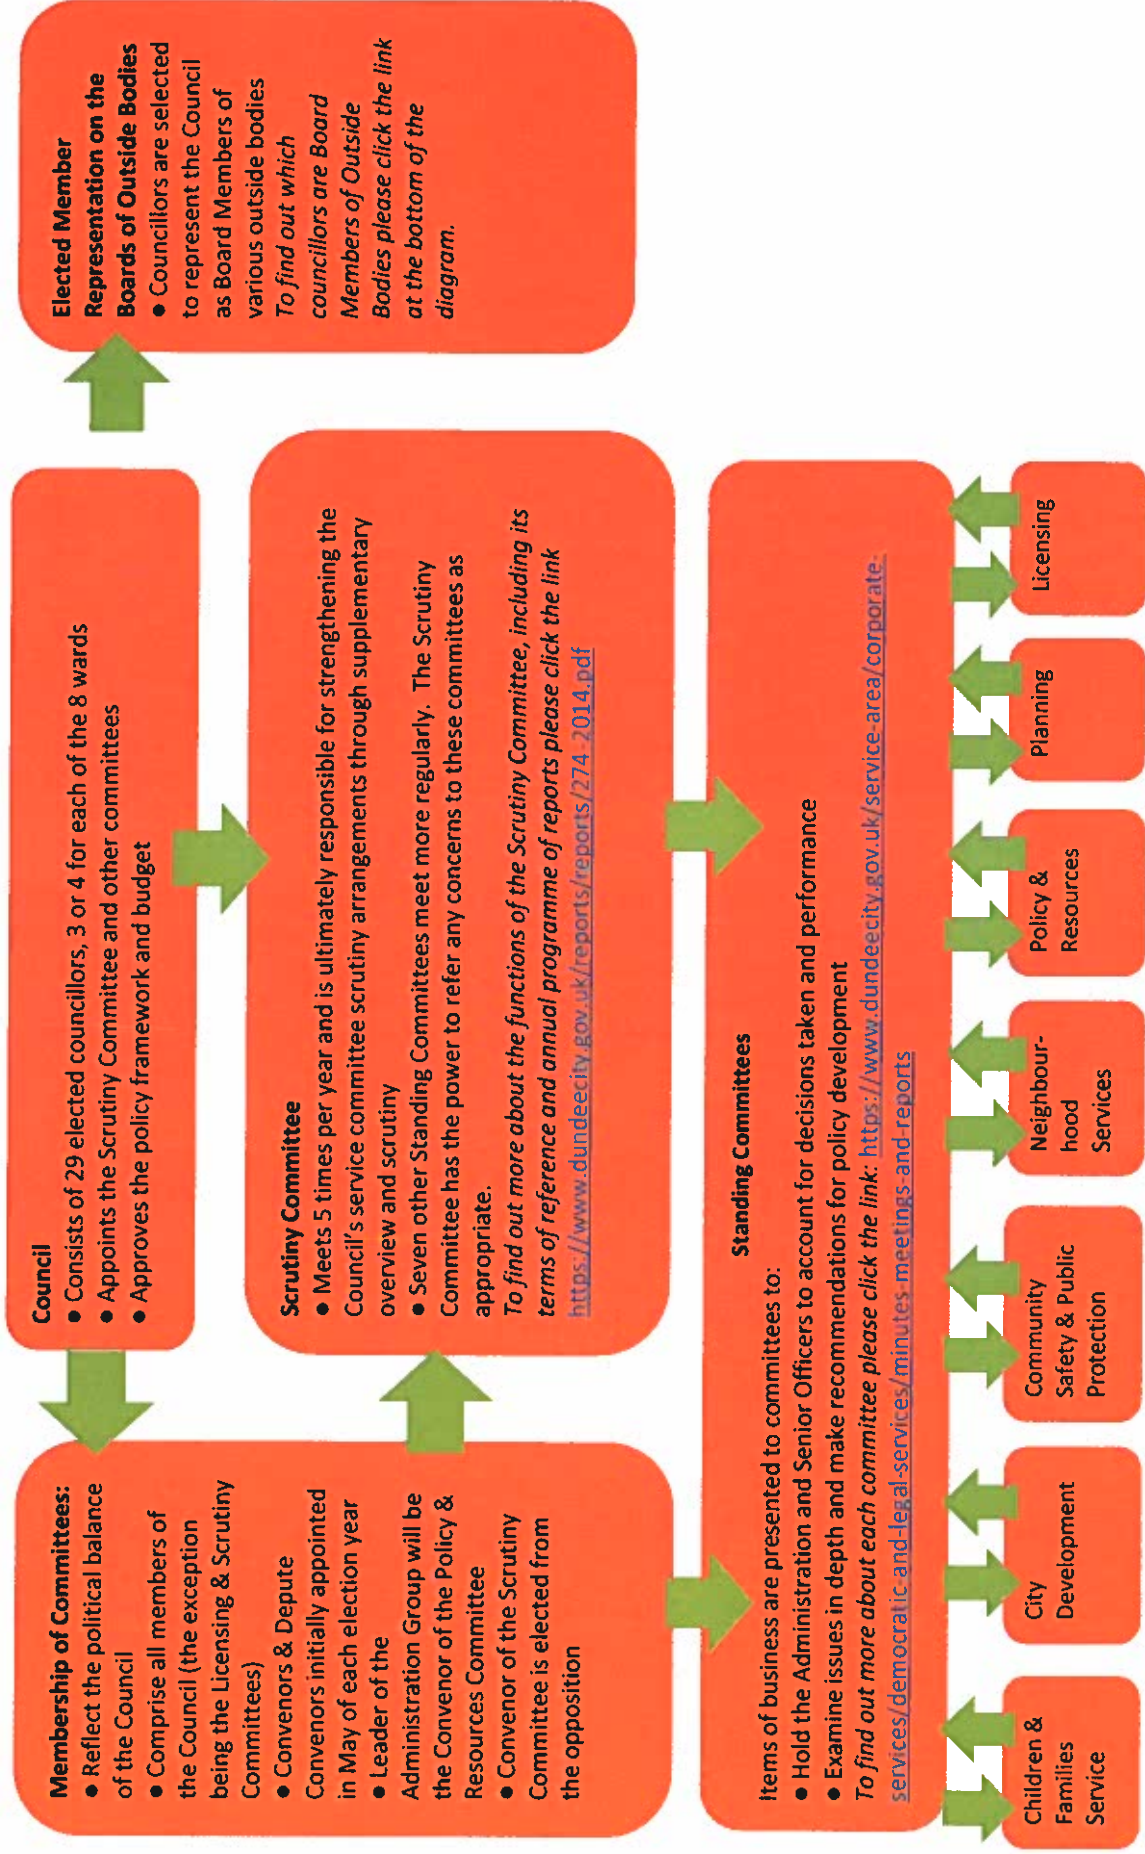 Council
• Consists of 29 elected councillors, 3 or 4 for each of the 8 wards
• Appoints the Scrutiny Committee and other committees
• Approves the policy framework and budget
Membership of Committees:
• Reflect the political balance
of the Council
• Comprise all members of
the Council (the exception
being the Licensing & Scrutiny
Committees)
• Convenors & Depute
Convenors initially appointed
in May of each election year
• Leader of the
Administration Group will be
the Convenor of the Policy &
Resources Committee
• Convenor of the Scrutiny
Committee is elected from
the opposition
Scrutiny Committee
• Meets 5 times per year and is ultimately responsible for strengthening the
Council's service committee scrutiny arrangements through supplementary
overview and scrutiny
• Seven other Standing Committees meet more regularly. The Scrutiny
Committee has the power to refer any concerns to these committees as
appropriate.
To find out more about the functions of the Scrutiny Committee, including its
terms of reference and annual programme of reports please click the link
https://www.dundeecity.gov.uk/reports/reports/274-2014.pdf
Elected Member
Representation on the
Boards of Outside Bodies
• Councillors are selected
to represent the Council
as Board Members of
various outside bodies
To find out which
councillors are Board
Members of Outside
Bodies please click the link
at the bottom of the
diagram.
Standing Committees
Items of business are presented to committees to:
• Hold the Administration and Senior Officers to account for decisions taken and performance
• Examine issues in depth and make recommendations for policy development
To find out more about each committee please click the link: https://www.dundeecity.gov.uk/service-area/corporate-
services/democratic-and-legal-services/minutes-meetings-and-reports
Children &
Families
Service
City
Development
Community
Safety & Public
Protection
Neighbour-
hood
Services
Policy &
Resources
Planning
Licensing